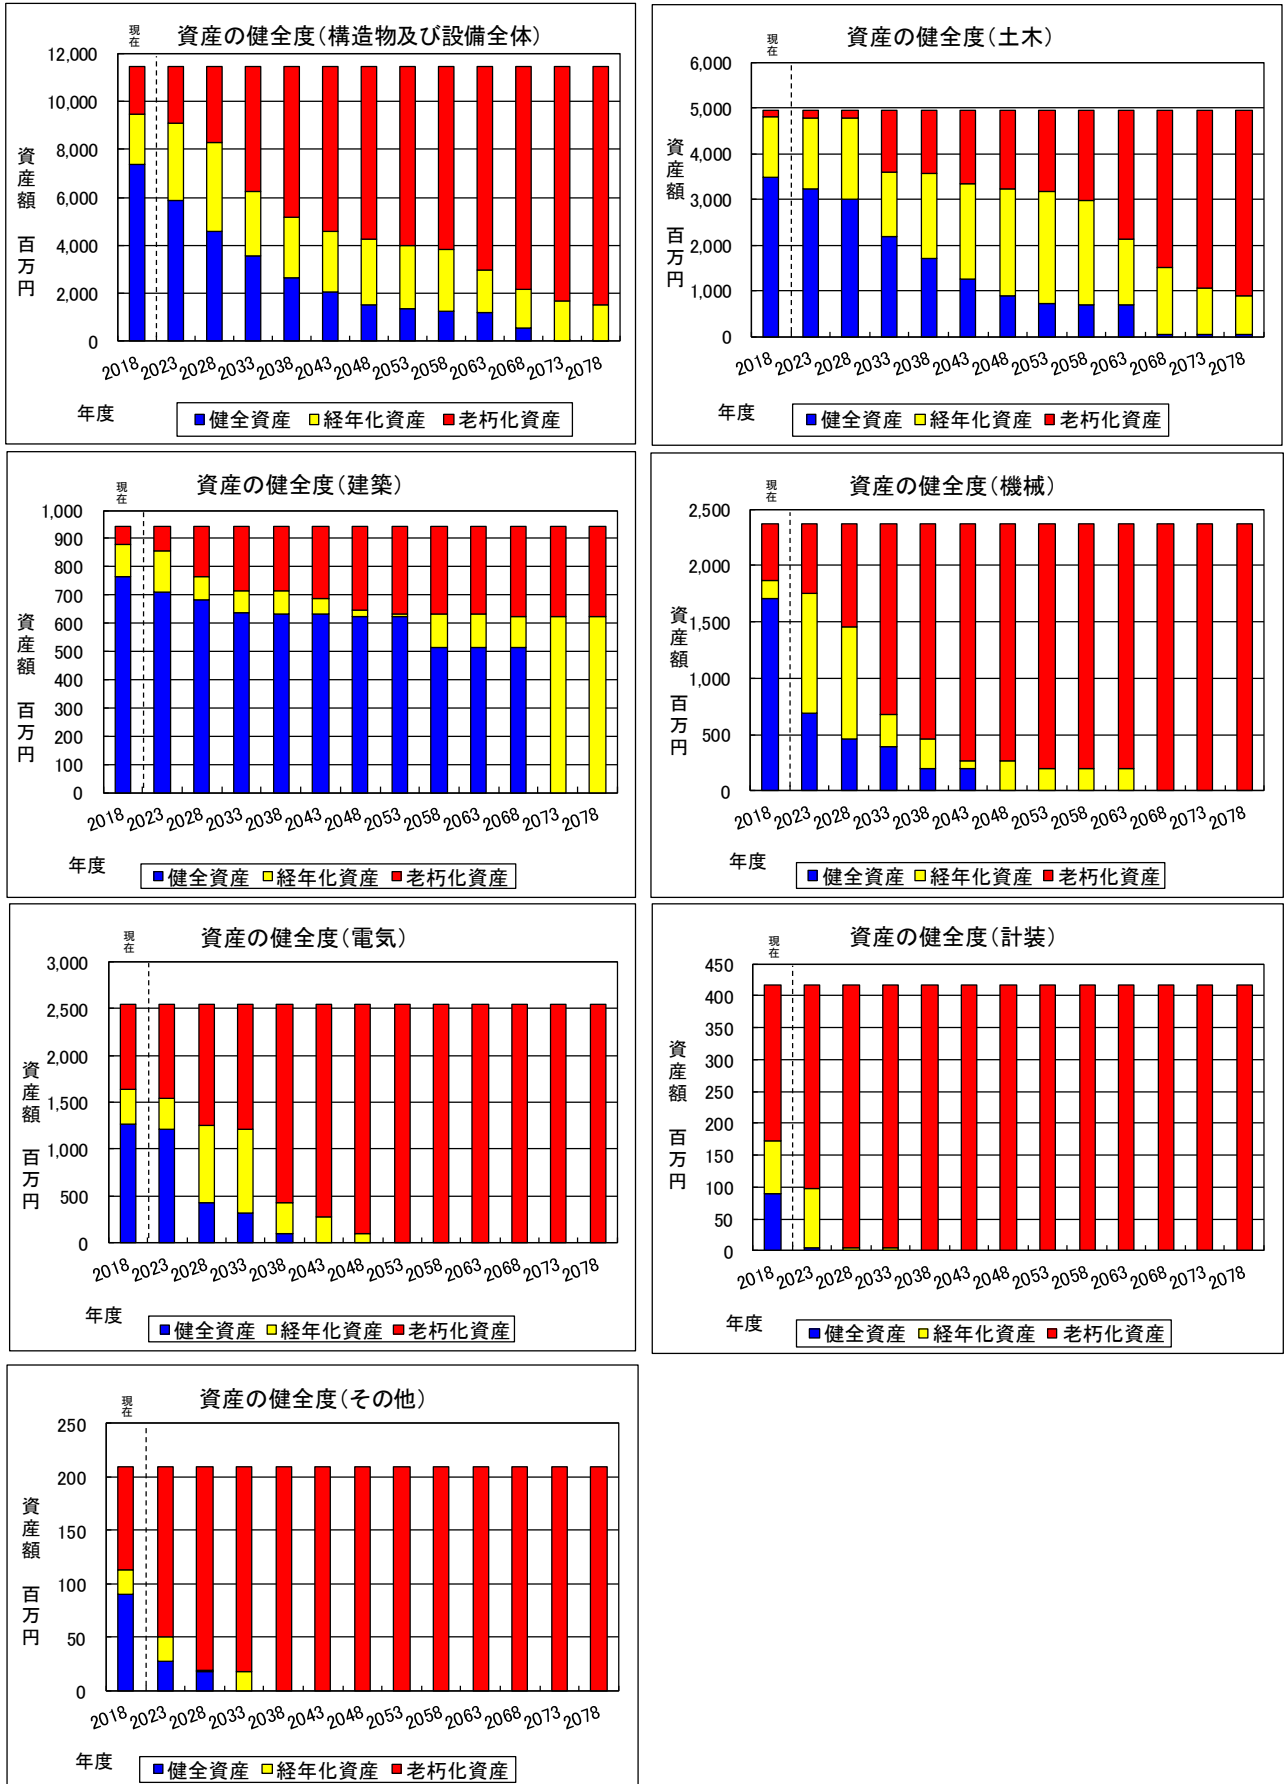 資産の健全度(構造物及び設備全体)
現在
12,000
10,000
8,000
6,000
4,000
2,000
0
資産額 百万円
2018 2023 2028 2033 2038 2043 2048 2053 2058 2063 2068 2073 2078
年度
健全資産 経年化資産 老朽化資産
資産の健全度(土木)
現在
6,000
5,000
4,000
3,000
2,000
1,000
0
資産額 百万円
2018 2023 2028 2033 2038 2043 2048 2053 2058 2063 2068 2073 2078
年度
健全資産 経年化資産 老朽化資産
資産の健全度(建築)
現在
1,000
900
800
700
600
500
400
300
200
100
0
資産額 百万円
2018 2023 2028 2033 2038 2043 2048 2053 2058 2063 2068 2073 2078
年度
健全資産 経年化資産 老朽化資産
資産の健全度(機械)
現在
2,500
2,000
1,500
1,000
500
0
資産額 百万円
2018 2023 2028 2033 2038 2043 2048 2053 2058 2063 2068 2073 2078
年度
健全資産 経年化資産 老朽化資産
資産の健全度(電気)
現在
3,000
2,500
2,000
1,500
1,000
500
0
資産額 百万円
2018 2023 2028 2033 2038 2043 2048 2053 2058 2063 2068 2073 2078
年度
健全資産 経年化資産 老朽化資産
資産の健全度(計装)
現在
450
400
350
300
250
200
150
100
50
0
資産額 百万円
2018 2023 2028 2033 2038 2043 2048 2053 2058 2063 2068 2073 2078
年度
健全資産 経年化資産 老朽化資産
資産の健全度(その他)
現在
250
200
150
100
50
0
資産額 百万円
2018 2023 2028 2033 2038 2043 2048 2053 2058 2063 2068 2073 2078
年度
健全資産 経年化資産 老朽化資産